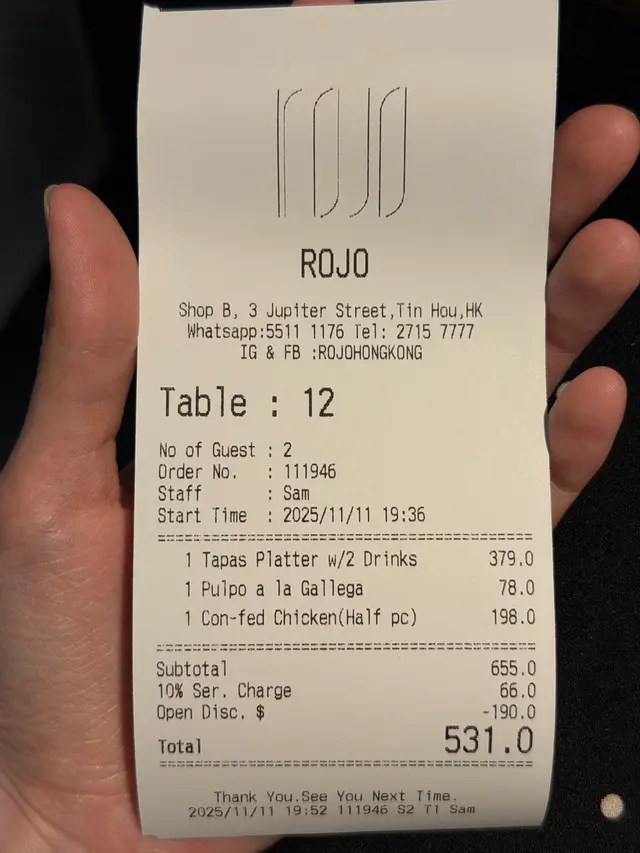 ROJO
ROJO
Shop B, 3 Jupiter Street,Tin Hou,HK
Whatsapp:5511 1176 Tel: 2715 7777
IG & FB :ROJOHONGKONG
Table : 12
No of Guest : 2
Order No. : 111946
Staff : Sam
Start Time : 2025/11/11 19:36
1 Tapas Platter w/2 Drinks 379.0
1 Pulpo a la Gallega 78.0
1 Con-fed Chicken(Half pc) 198.0
Subtotal 655.0
10% Ser. Charge 66.0
Open Disc. $ -190.0
Total 531.0
Thank You.See You Next Time.
2025/11/11 19:52 111946 S2 T1 Sam